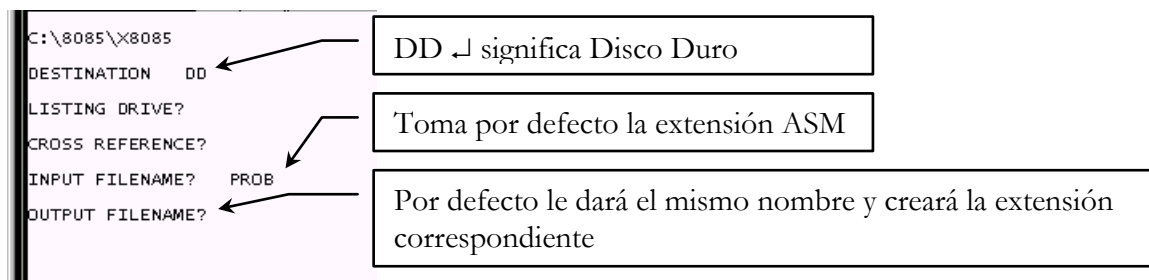 C:\8085\X8085
DESTINATION DD
LISTING DRIVE?
CROSS REFERENCE?
INPUT FILENAME? PROB
OUTPUT FILENAME?
DD ↵ significa Disco Duro
Toma por defecto la extensión ASM
Por defecto le dará el mismo nombre y creará la extensión
correspondiente